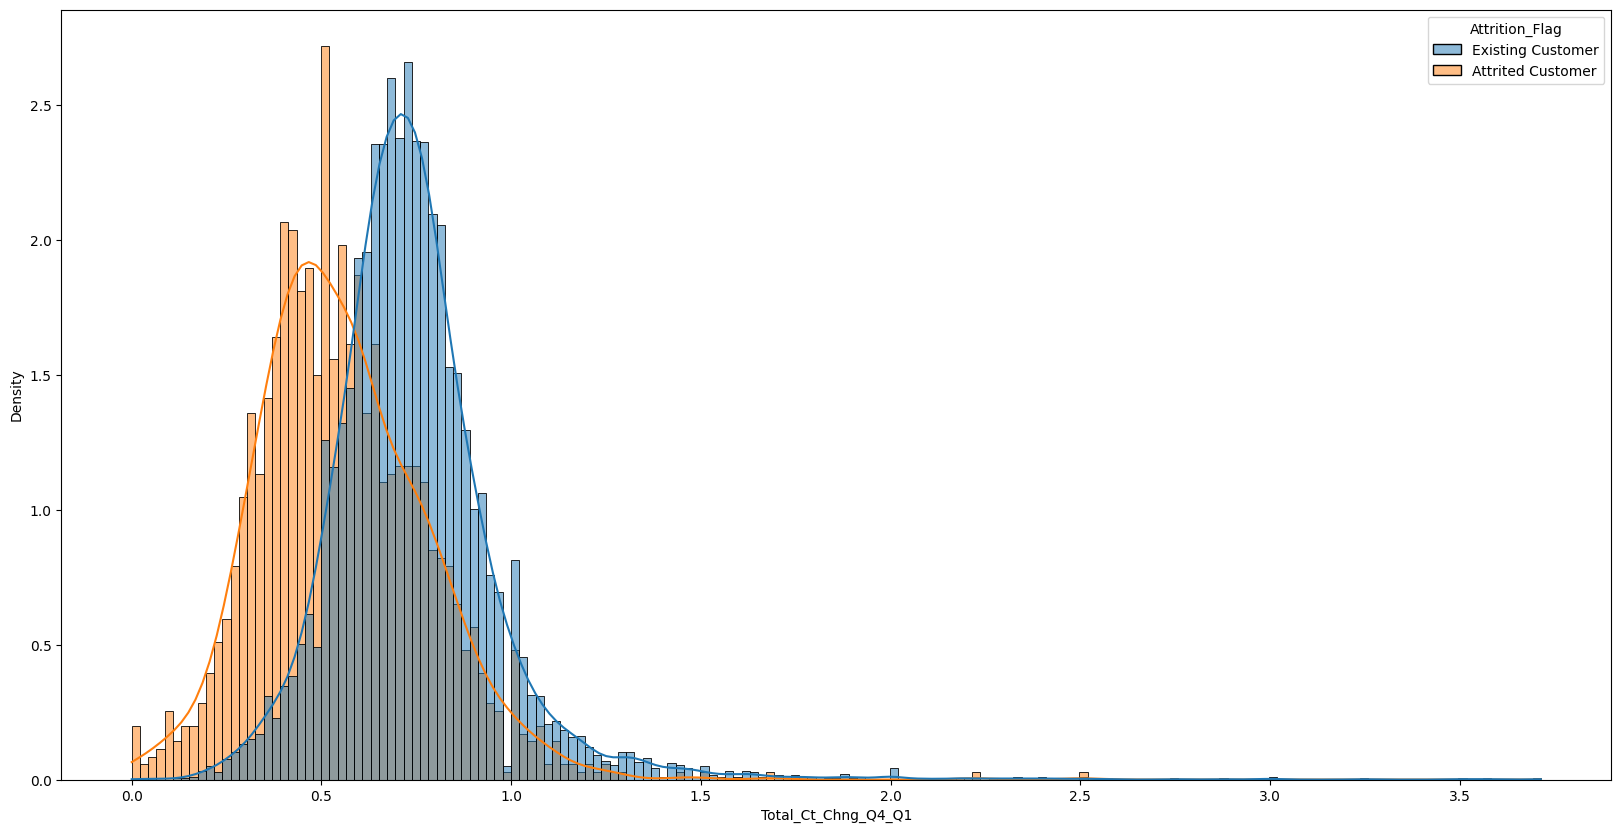 Attrition_Flag
Existing Customer
Attrited Customer
Density
2.5
2.0
1.5
1.0
0.5
0.0
0.0 0.5 1.0 1.5 2.0 2.5 3.0 3.5
Total_Ct_Chng_Q4_Q1